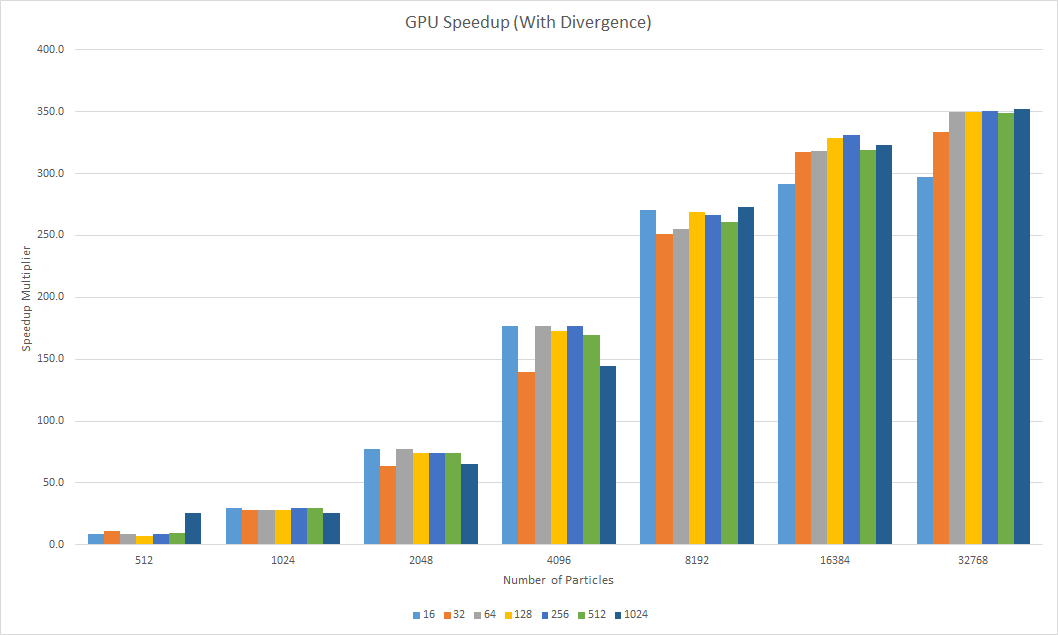 GPU Speedup (With Divergence)
400.0
350.0
300.0
250.0
200.0
150.0
100.0
50.0
0.0
Speedup Multiplier
512 1024 2048 4096 8192 16384 32768
Number of Particles
16 32 64 128 256 512 1024